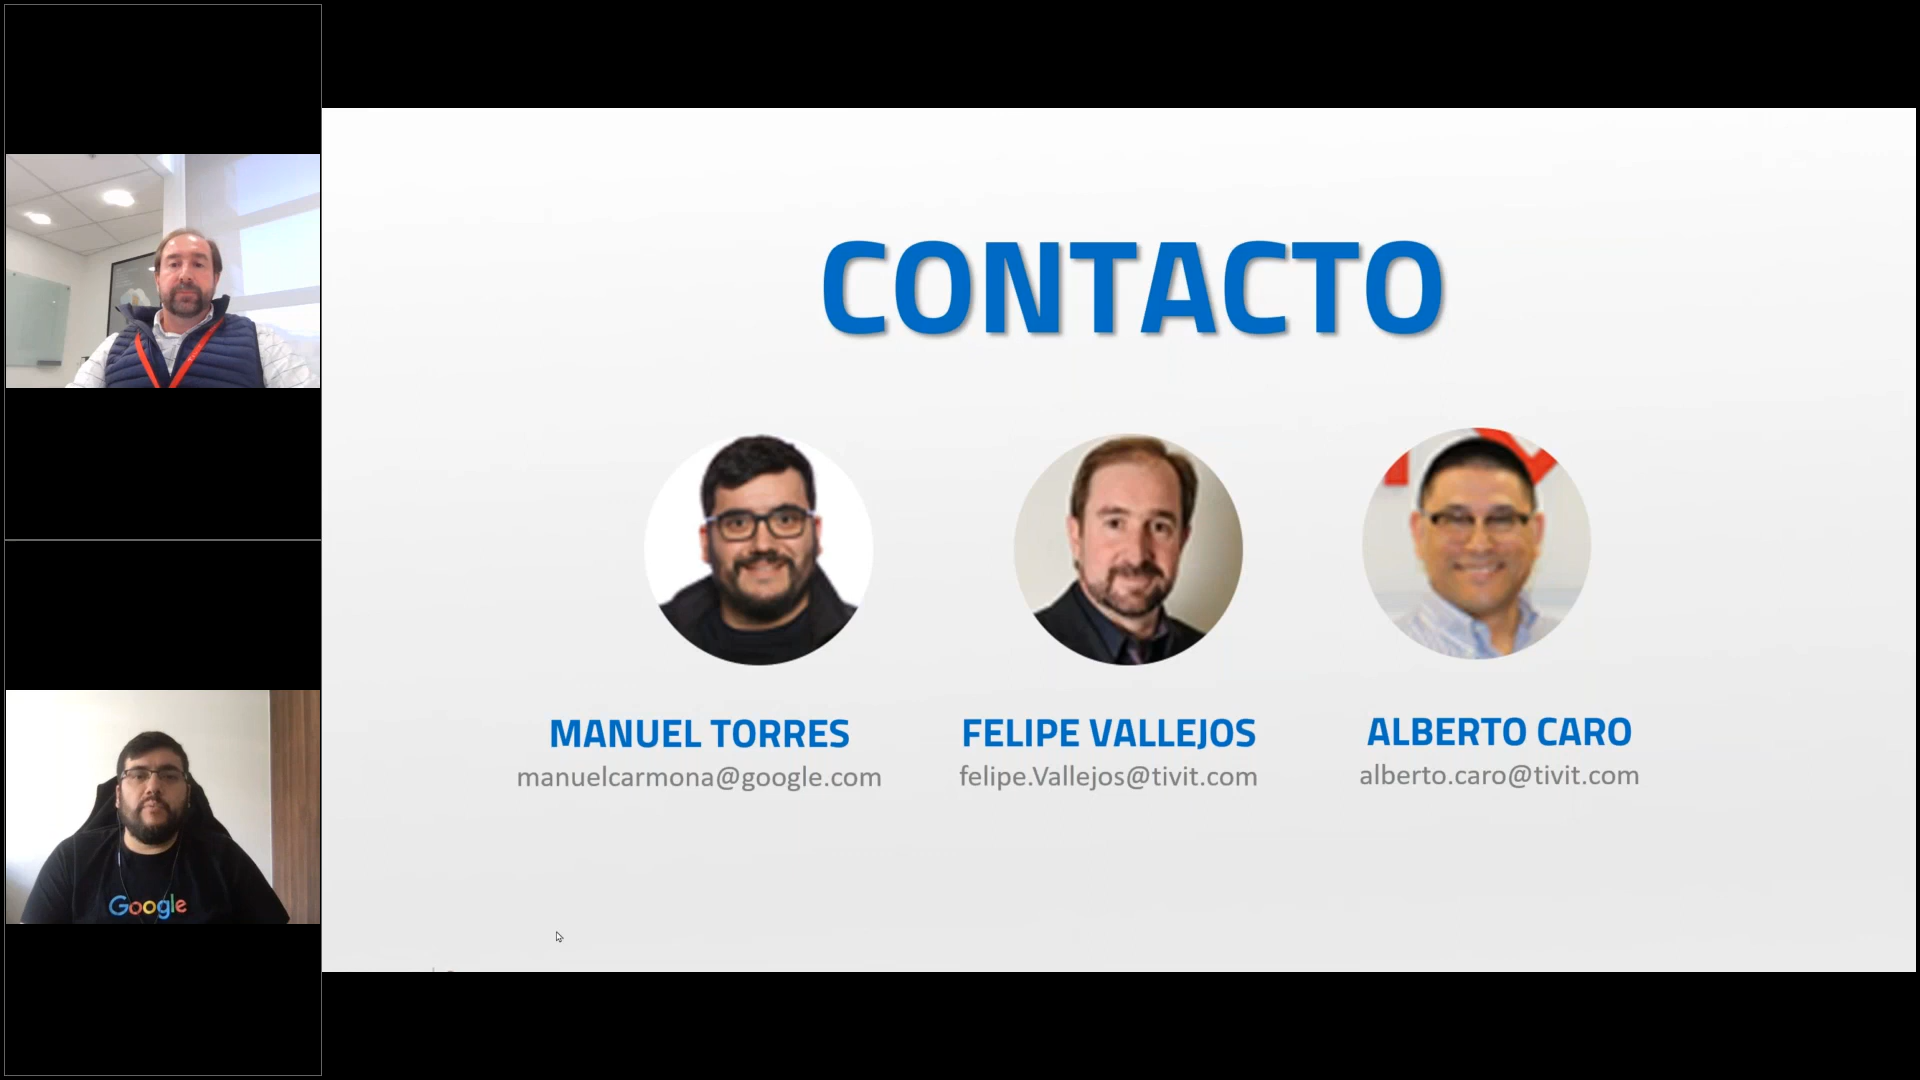 CONTACTO
MANUEL TORRES
manuelcarmona@google.com
FELIPE VALLEJOS
felipe.Vallejos@tivit.com
ALBERTO CARO
alberto.caro@tivit.com
Google